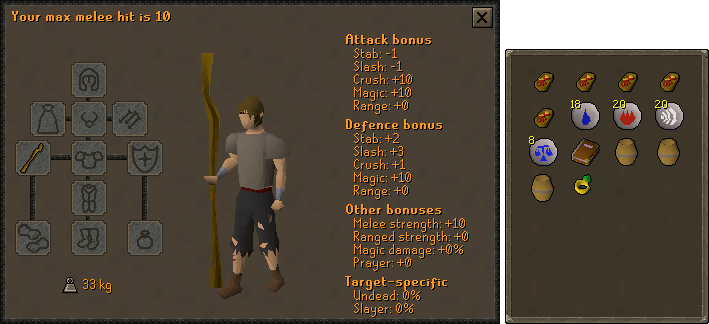 Your max melee hit is 10
Attack bonus
Stab: -1
Slash: -1
Crush: +10
Magic: +10
Range: +0
Defence bonus
Stab: +2
Slash: +3
Crush: +1
Magic: +10
Range: +0
Other bonuses
Melee strength: +10
Ranged strength: +0
Magic damage: +0%
Prayer: +0
Target-specific
Undead: 0%
Slayer: 0%
33 kg
18
20
20
8